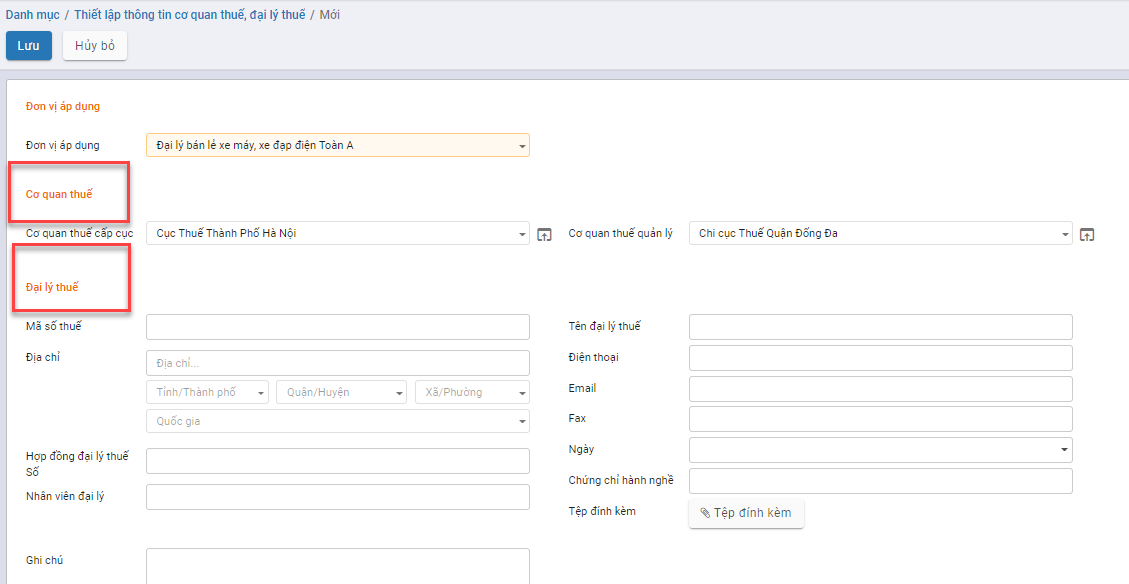 Danh mục / Thiết lập thông tin cơ quan thuế, đại lý thuế / Mới
Lưu Hủy bỏ
Đơn vị áp dụng
Đơn vị áp dụng Đại lý bán lẻ xe máy, xe đạp điện Toàn A
Cơ quan thuế
Cơ quan thuế cấp cục Cục Thuế Thành Phố Hà Nội Cơ quan thuế quản lý Chi cục Thuế Quận Đống Đa
Đại lý thuế
Mã số thuế Tên đại lý thuế
Địa chỉ Địa chỉ... Điện thoại
Tỉnh/Thành phố Quận/Huyện Xã/Phường Email
Quốc gia Fax
Hợp đồng đại lý thuế Ngày
Số
Chứng chỉ hành nghề
Nhân viên đại lý
Tệp đính kèm Tệp đính kèm
Ghi chú